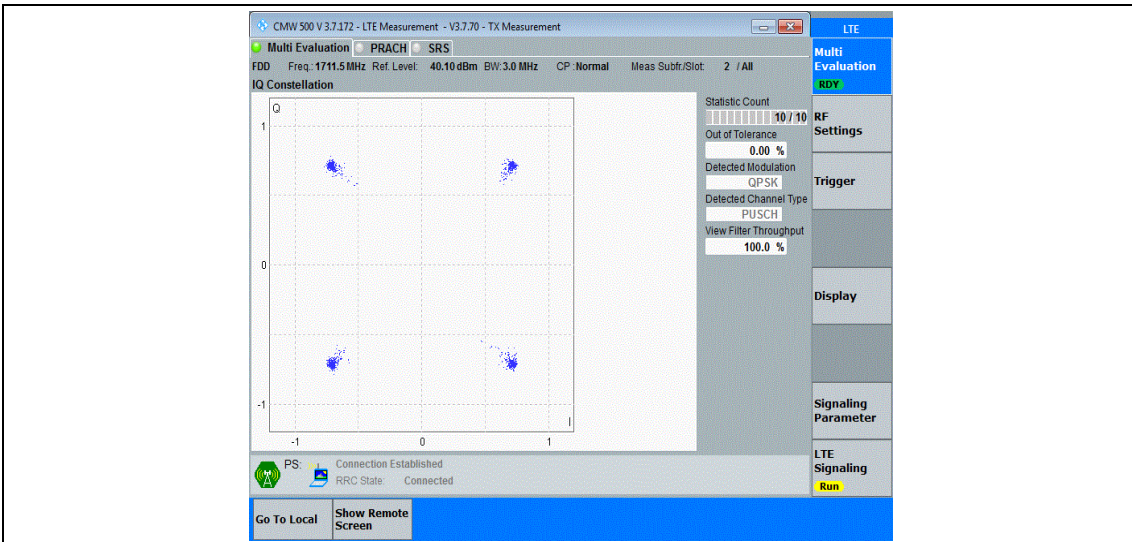 CMW 500 V 3.7.172 - LTE Measurement - V3.7.70 - TX Measurement
LTE
Multi Evaluation PRACH SRS
Multi
Evaluation
RDY
FDD Freq.: 1711.5 MHz Ref. Level: 40.10 dBm BW: 3.0 MHz CP : Normal Meas Subfr./Slot: 2 / All
IQ Constellation
Q
1
0
-1
-1 0 1
I
Statistic Count
10 / 10
Out of Tolerance
0.00 %
Detected Modulation
QPSK
Detected Channel Type
PUSCH
View Filter Throughput
100.0 %
RF
Settings
Trigger
Display
Signaling
Parameter
LTE
Signaling
Run
PS: Connection Established
RRC State: Connected
Go To Local
Show Remote
Screen